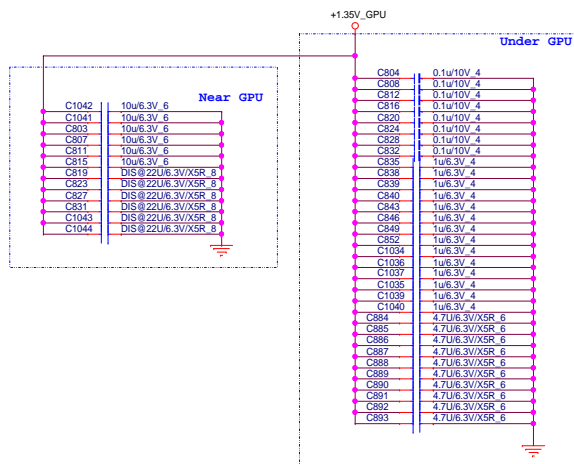 +1.35V_GPU
Under GPU
Near GPU
C1042 10u/6.3V_6
C1041 10u/6.3V_6
C803 10u/6.3V_6
C807 10u/6.3V_6
C811 10u/6.3V_6
C815 10u/6.3V_6
C819 DIS@22U/6.3V/X5R_8
C823 DIS@22U/6.3V/X5R_8
C827 DIS@22U/6.3V/X5R_8
C831 DIS@22U/6.3V/X5R_8
C1043 DIS@22U/6.3V/X5R_8
C1044 DIS@22U/6.3V/X5R_8
C804 0.1u/10V_4
C808 0.1u/10V_4
C812 0.1u/10V_4
C816 0.1u/10V_4
C820 0.1u/10V_4
C824 0.1u/10V_4
C828 0.1u/10V_4
C832 0.1u/10V_4
C835 1u/6.3V_4
C838 1u/6.3V_4
C839 1u/6.3V_4
C840 1u/6.3V_4
C843 1u/6.3V_4
C846 1u/6.3V_4
C849 1u/6.3V_4
C852 1u/6.3V_4
C1034 1u/6.3V_4
C1036 1u/6.3V_4
C1037 1u/6.3V_4
C1035 1u/6.3V_4
C1039 1u/6.3V_4
C1040 1u/6.3V_4
C884 4.7U/6.3V/X5R_6
C885 4.7U/6.3V/X5R_6
C886 4.7U/6.3V/X5R_6
C887 4.7U/6.3V/X5R_6
C888 4.7U/6.3V/X5R_6
C889 4.7U/6.3V/X5R_6
C890 4.7U/6.3V/X5R_6
C891 4.7U/6.3V/X5R_6
C892 4.7U/6.3V/X5R_6
C893 4.7U/6.3V/X5R_6